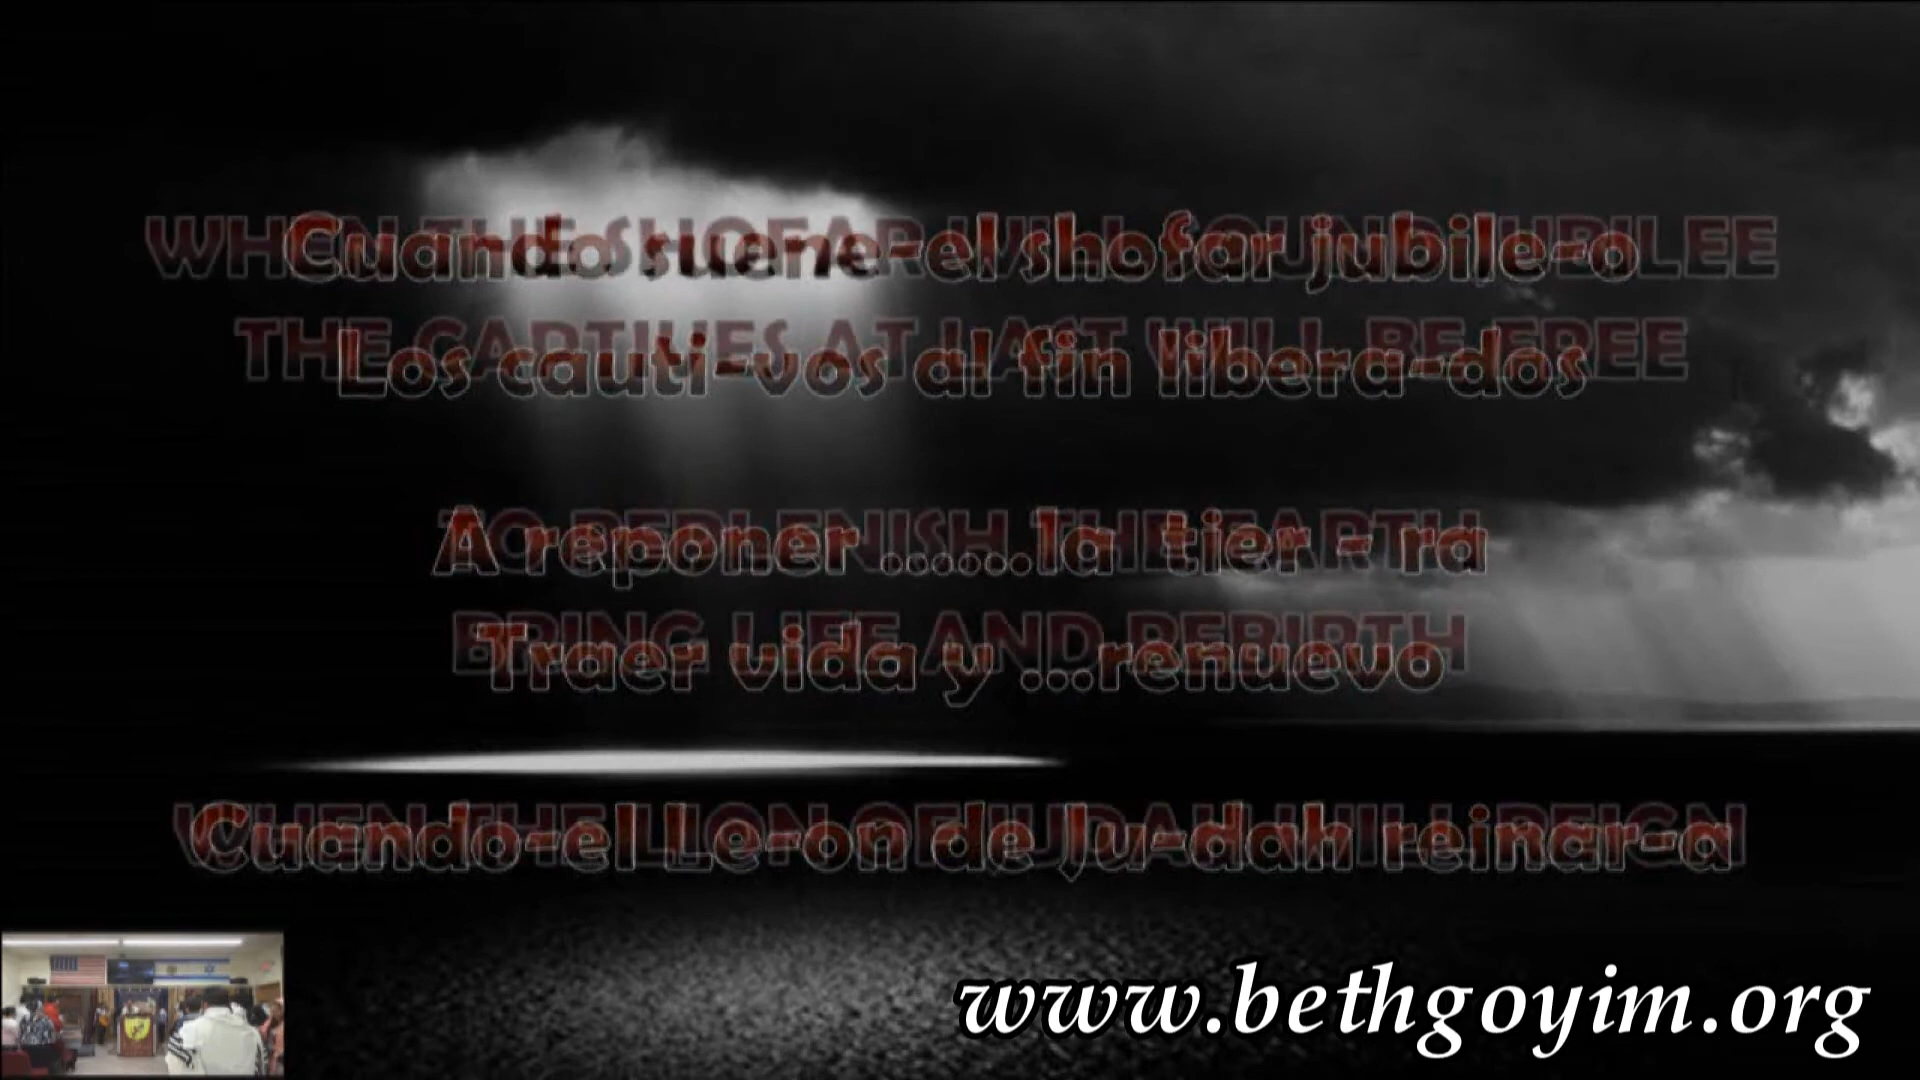 WHEN THE SHOFAR WILL SOUND JUBILEE
Cuando suene-el shofar jubile-o
THE CAPTIVES AT LAST WILL BE FREE
Los cauti-vos al fin libera-dos
TO REPLENISH THE EARTH
A reponer ......la tier - ra
BRING LIFE AND REBIRTH
Traer vida y ...renuevo
WHEN THE LION OF JUDAH WILL REIGN
Cuando-el Le-on de Ju-dah reinar-a
www.bethgoyim.org